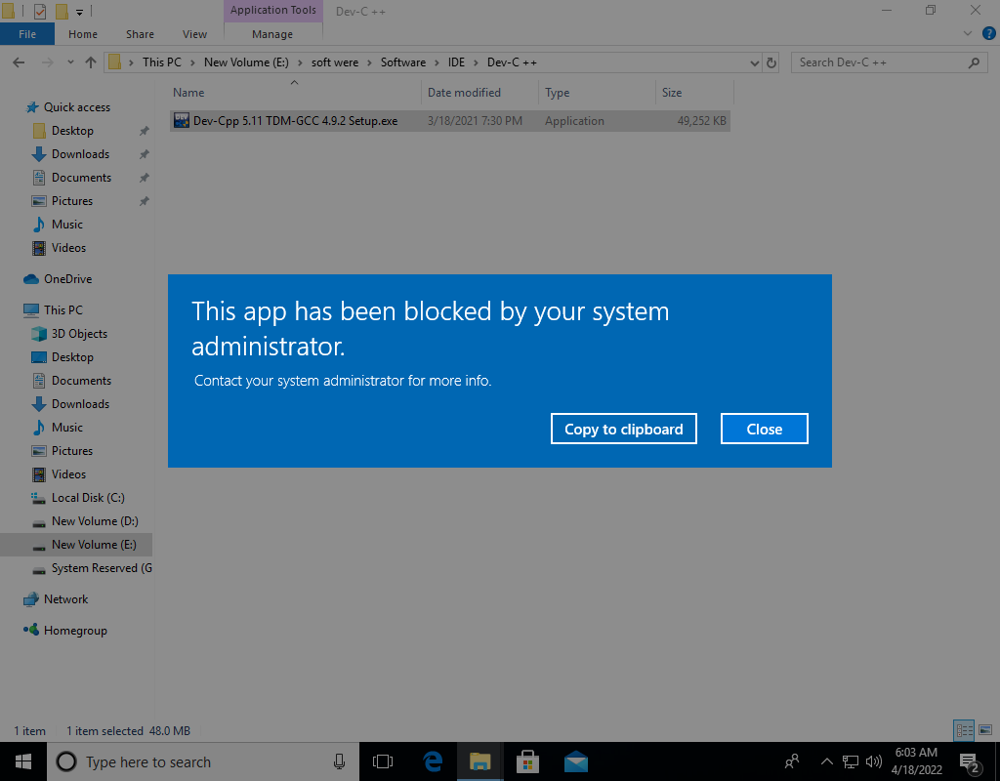 Application Tools
Dev-C ++
File
Home
Share
View
Manage
This PC
New Volume (E:)
soft were
Software
IDE
Dev-C ++
Search Dev-C ++
Name
Date modified
Type
Size
Quick access
Dev-Cpp 5.11 TDM-GCC 4.9.2 Setup.exe
3/18/2021 7:30 PM
Application
49,252 KB
Desktop
Downloads
Documents
Pictures
Music
Videos
OneDrive
This PC
3D Objects
Desktop
Documents
Downloads
Music
Pictures
Videos
Local Disk (C:)
New Volume (D:)
New Volume (E:)
System Reserved (G
Network
Homegroup
This app has been blocked by your system
administrator.
Contact your system administrator for more info.
Copy to clipboard
Close
1 item
1 item selected 48.0 MB
Type here to search
6:03 AM
4/18/2022
2